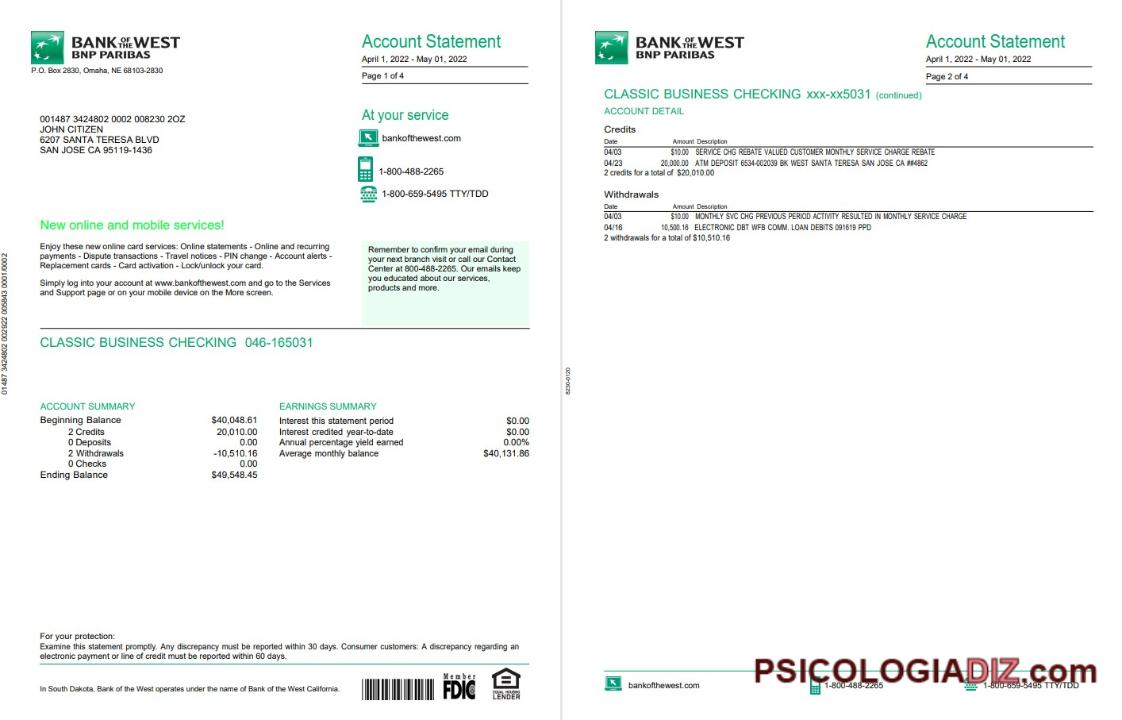 BANK OF THE WEST
BNP PARIBAS
P.O. Box 2830, Omaha, NE 68103-2830
Account Statement
April 1, 2022 - May 01, 2022
Page 1 of 4
001487 3424802 0002 008230 2OZ
JOHN CITIZEN
6207 SANTA TERESA BLVD
SAN JOSE CA 95119-1436
At your service
bankofthewest.com
1-800-488-2265
1-800-659-5495 TTY/TDD
New online and mobile services!
Enjoy these new online card services: Online statements - Online and recurring
payments - Dispute transactions - Travel notices - PIN change - Account alerts -
Replacement cards - Card activation - Lock/unlock your card.
Simply log into your account at www.bankofthewest.com and go to the Services
and Support page or on your mobile device on the More screen.
Remember to confirm your email during
your next branch visit or call our Contact
Center at 800-488-2265. Our emails keep
you educated about our services,
products and more.
01487 3424802 002922 005843 0001/0002
CLASSIC BUSINESS CHECKING 046-165031
ACCOUNT SUMMARY
Beginning Balance $40,048.61
2 Credits 20,010.00
0 Deposits 0.00
2 Withdrawals -10,510.16
0 Checks 0.00
Ending Balance $49,548.45
EARNINGS SUMMARY
Interest this statement period $0.00
Interest credited year-to-date $0.00
Annual percentage yield earned 0.00%
Average monthly balance $40,131.86
For your protection:
Examine this statement promptly. Any discrepancy must be reported within 30 days. Consumer customers: A discrepancy regarding an
electronic payment or line of credit must be reported within 60 days.
In South Dakota, Bank of the West operates under the name of Bank of the West California.
Member
FDIC
EQUAL HOUSING
LENDER
BANK OF THE WEST
BNP PARIBAS
Account Statement
April 1, 2022 - May 01, 2022
Page 2 of 4
CLASSIC BUSINESS CHECKING xxx-xx5031 (continued)
ACCOUNT DETAIL
Credits
Date Amount Description
04/03 $10.00 SERVICE CHG REBATE VALUED CUSTOMER MONTHLY SERVICE CHARGE REBATE
04/23 20,000.00 ATM DEPOSIT 6534-002039 BK WEST SANTA TERESA SAN JOSE CA ##4862
2 credits for a total of $20,010.00
Withdrawals
Date Amount Description
04/03 $10.00 MONTHLY SVC CHG PREVIOUS PERIOD ACTIVITY RESULTED IN MONTHLY SERVICE CHARGE
04/16 10,500.16 ELECTRONIC DBT WFB COMM. LOAN DEBITS 091619 PPD
2 withdrawals for a total of $10,510.16
8230-0120
bankofthewest.com
1-800-488-2265
1-800-659-5495 TTY/TDD
PSICOLOGIADIZ.com